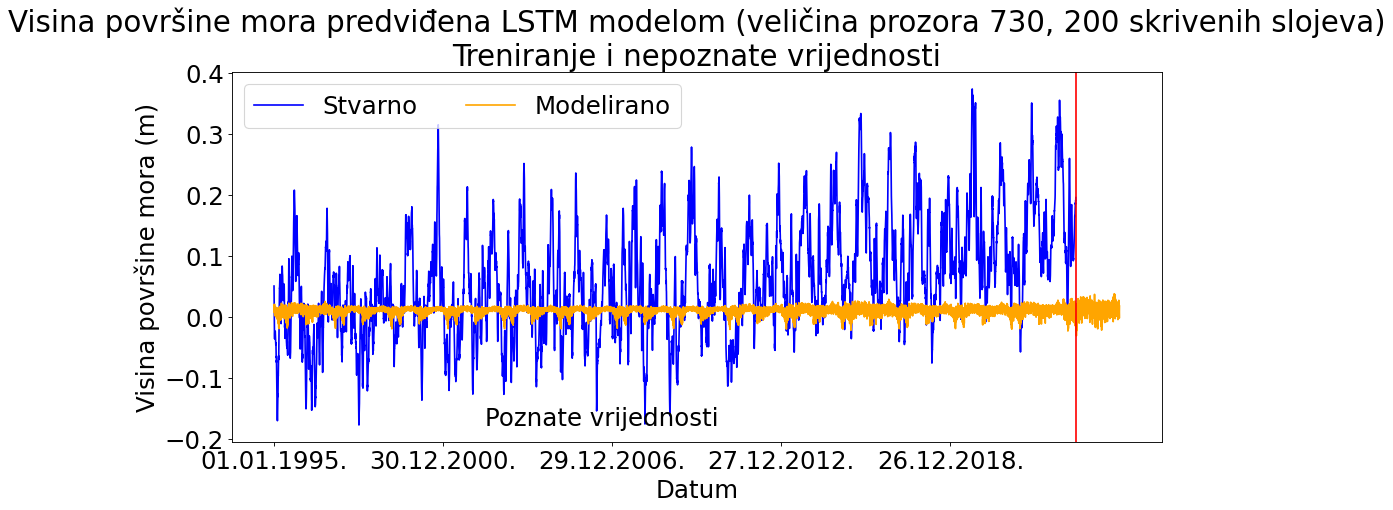 Visina površine mora predviđena LSTM modelom (veličina prozora 730, 200 skrivenih slojeva)
Treniranje i nepoznate vrijednosti
Stvarno Modelirano
Visina površine mora (m)
0.4
0.3
0.2
0.1
0.0
−0.1
−0.2
Poznate vrijednosti
01.01.1995. 30.12.2000. 29.12.2006. 27.12.2012. 26.12.2018.
Datum